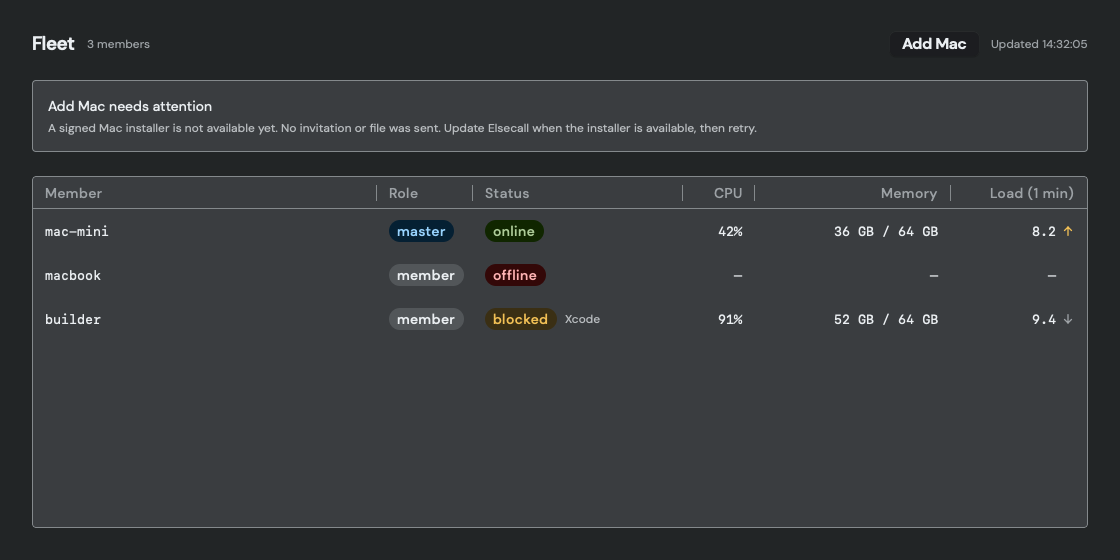 Fleet 3 members Add Mac Updated 14:32:05
Add Mac needs attention
A signed Mac installer is not available yet. No invitation or file was sent. Update Elsecall when the installer is available, then retry.
Member Role Status CPU Memory Load (1 min)
mac-mini master online 42% 36 GB / 64 GB 8.2 ↑
macbook member offline — — —
builder member blocked Xcode 91% 52 GB / 64 GB 9.4 ↓